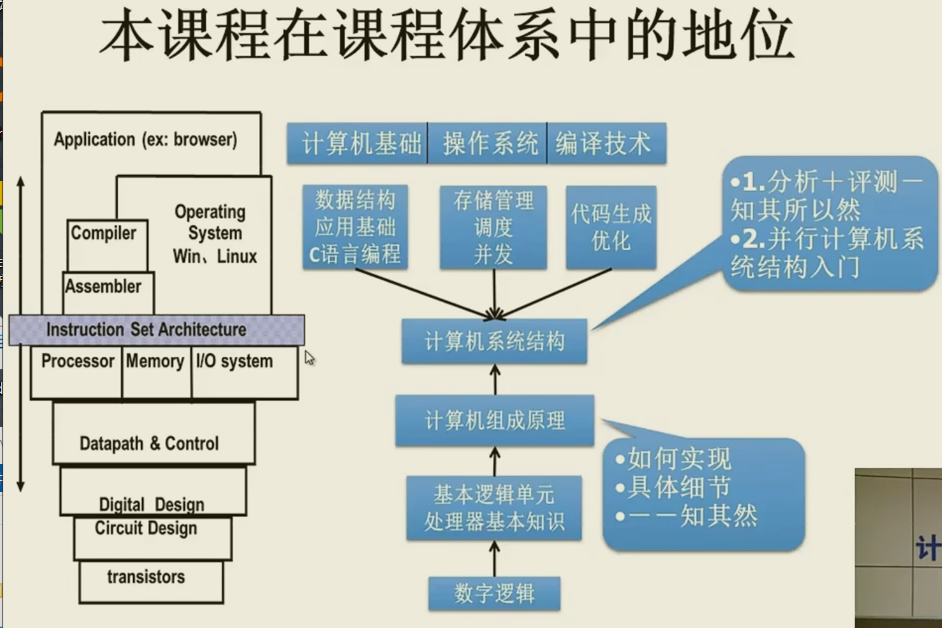 本课程在课程体系中的地位
Application (ex: browser)
Operating
System
Win、Linux
Compiler
Assembler
Instruction Set Architecture
Processor
Memory
I/O system
Datapath & Control
Digital Design
Circuit Design
transistors
计算机基础
操作系统
编译技术
数据结构
应用基础
C语言编程
存储管理
调度
并发
代码生成
优化
计算机系统结构
•1.分析＋评测－
知其所以然
•2.并行计算机系
统结构入门
计算机组成原理
•如何实现
•具体细节
•－－知其然
基本逻辑单元
处理器基本知识
数字逻辑
计